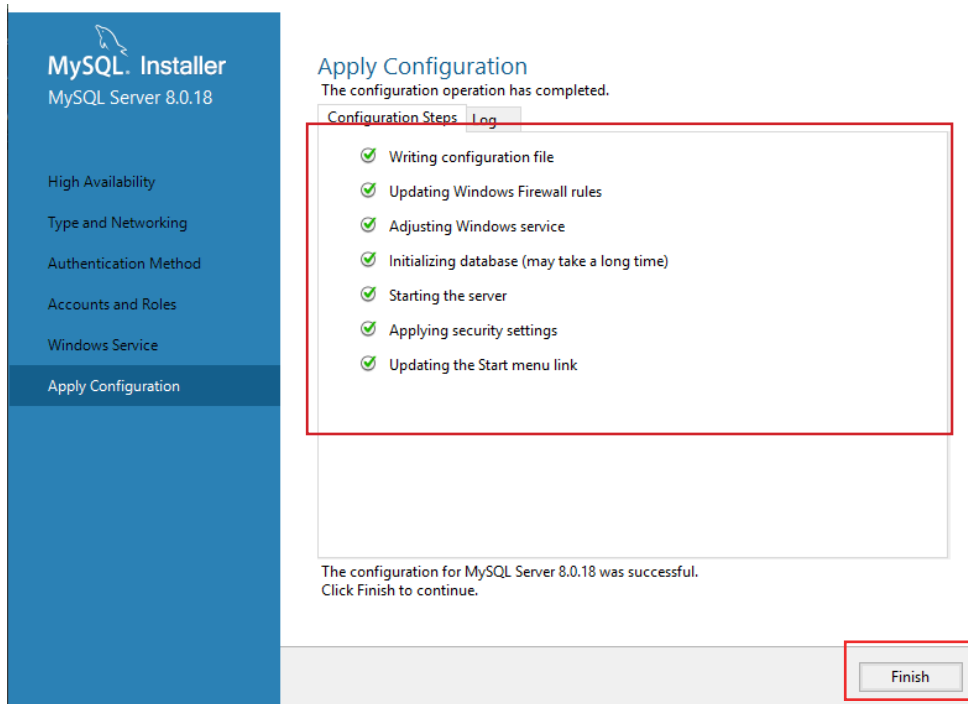 MySQL. Installer
MySQL Server 8.0.18
High Availability
Type and Networking
Authentication Method
Accounts and Roles
Windows Service
Apply Configuration
Apply Configuration
The configuration operation has completed.
Configuration Steps
Log
Writing configuration file
Updating Windows Firewall rules
Adjusting Windows service
Initializing database (may take a long time)
Starting the server
Applying security settings
Updating the Start menu link
The configuration for MySQL Server 8.0.18 was successful.
Click Finish to continue.
Finish